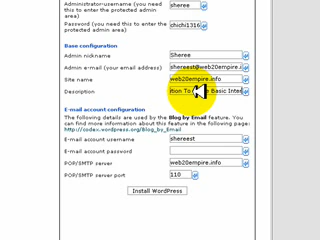 Administrator-username (you need this to enter the protected admin area) sheree
Password (you need this to enter the protected admin area) chichi1316
Base configuration
Admin nickname Sheree
Admin e-mail (your email address) shereest@web20empire.i
Site name web20empire.info
Description ition To Basic Inter
E-mail account configuration
The following details are used by the Blog by Email feature. You
can find more information about this feature in the following page:
http://codex.wordpress.org/Blog_by_Email
E-mail account username shereest
E-mail account password
POP/SMTP server web20empire.info
POP/SMTP server port 110
Install WordPress